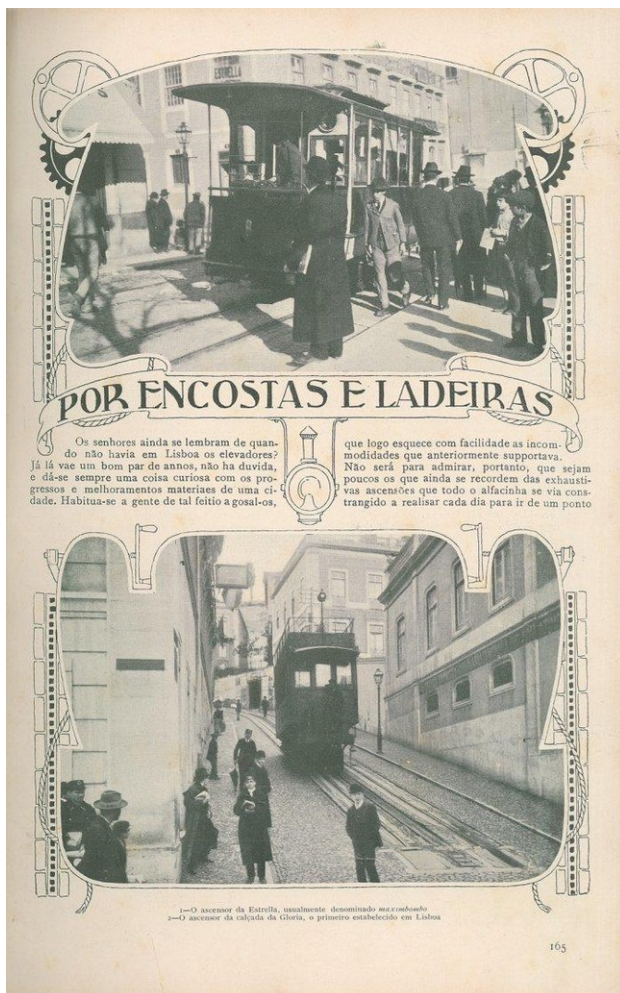 ESTRELLA
POR ENCOSTAS E LADEIRAS
Os senhores ainda se lembram de quan-
do não havia em Lisboa os elevadores?
Já lá vae um bom par de annos, não ha duvida,
e dá-se sempre uma coisa curiosa com os pro-
gressos e melhoramentos materiaes de uma ci-
dade. Habitua-se a gente de tal feitio a gosal-os,
que logo esquece com facilidade as incom-
modidades que anteriormente supportava.
Não será para admirar, portanto, que sejam
poucos os que ainda se recordem das exhausti-
vas ascensões que todo o alfacinha se via cons-
trangido a realisar cada dia para ir de um ponto
1—O ascensor da Estrella, usualmente denominado maxombombo
2—O ascensor da calçada da Gloria, o primeiro estabelecido em Lisboa
165